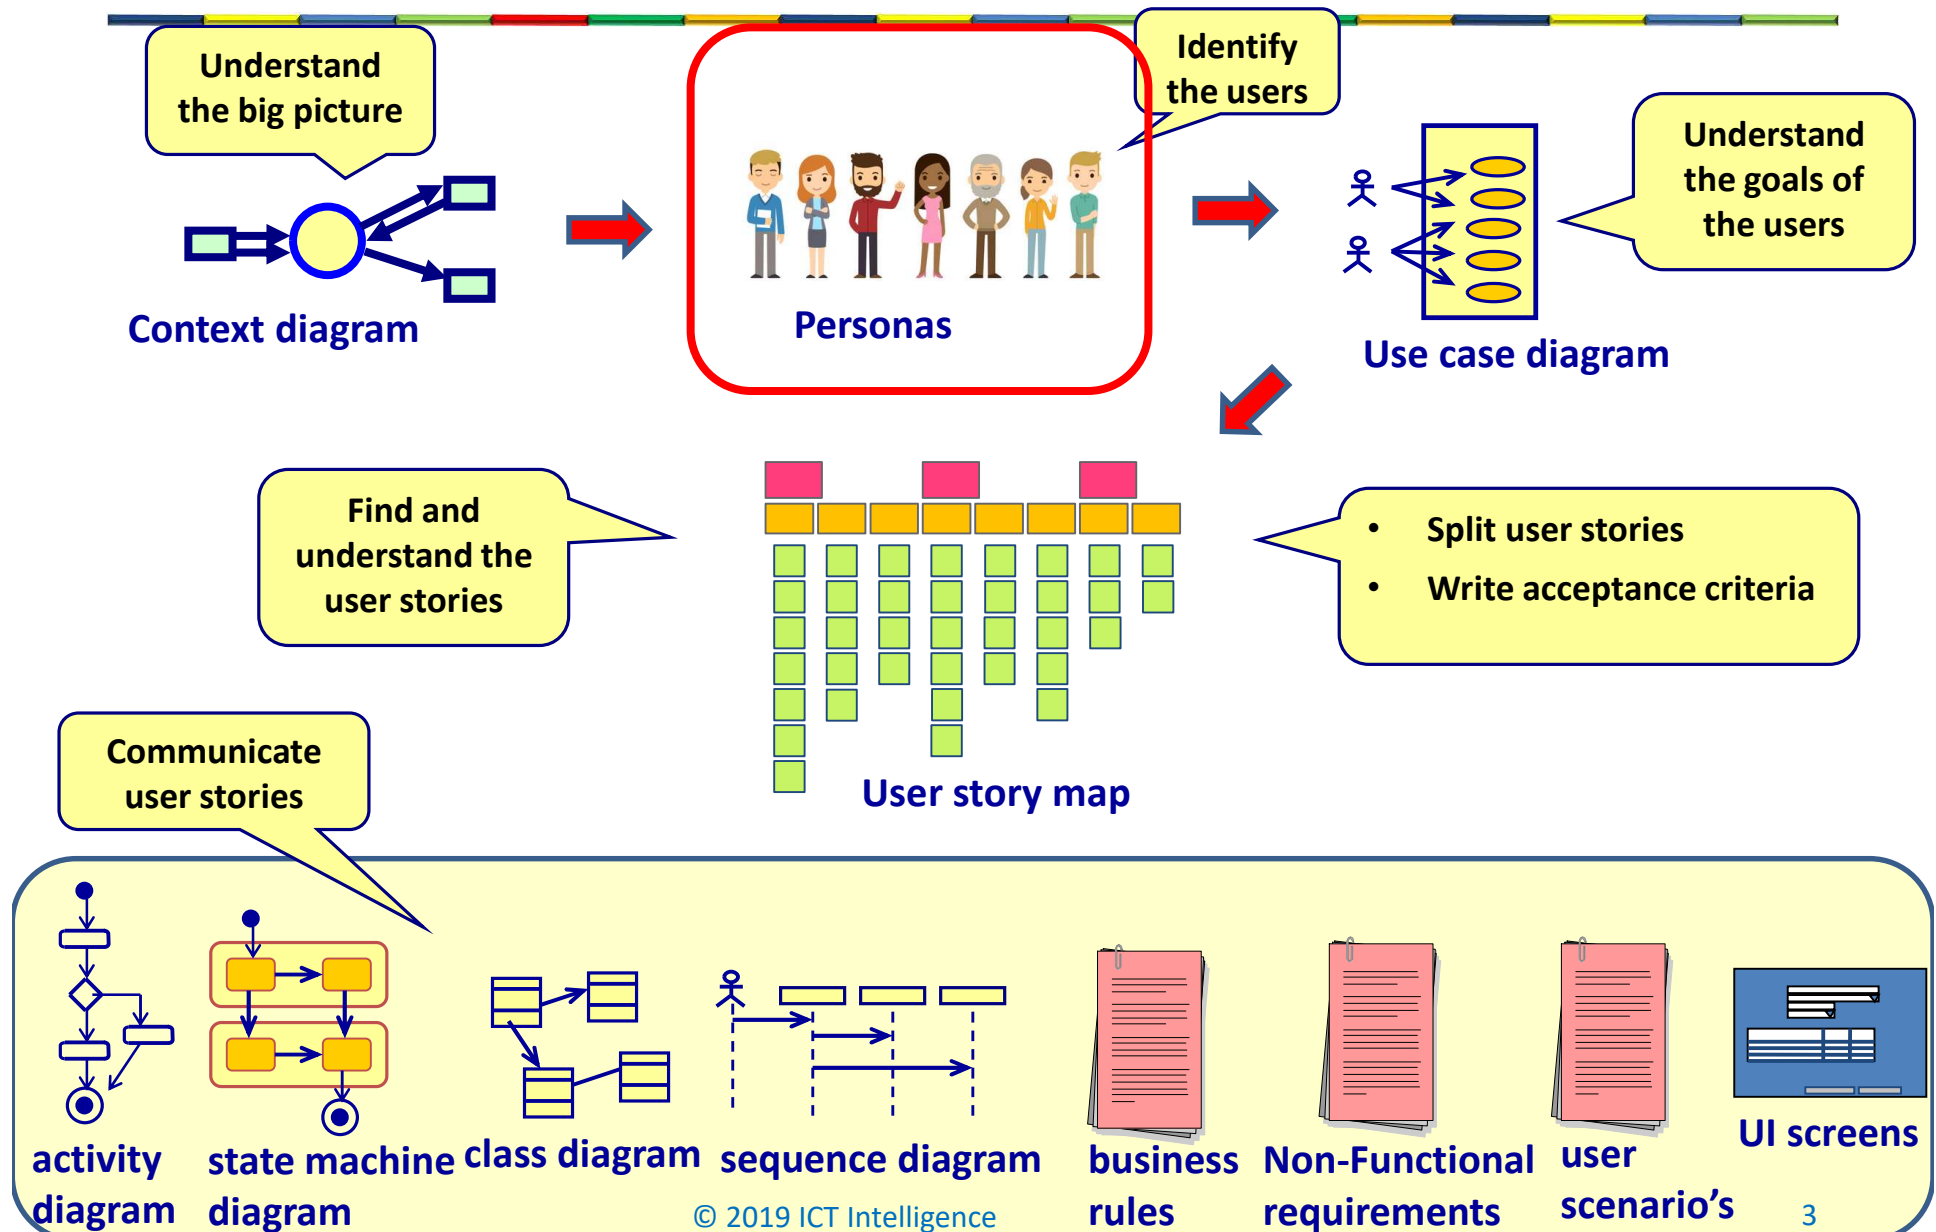 Understand
the big picture
Identify
the users
Understand
the goals of
the users
Context diagram
Personas
Use case diagram
Find and
understand the
user stories
• Split user stories
• Write acceptance criteria
User story map
Communicate
user stories
activity
diagram
state machine
diagram
class diagram
sequence diagram
business
rules
Non-Functional
requirements
user
scenario's
UI screens
© 2019 ICT Intelligence
3